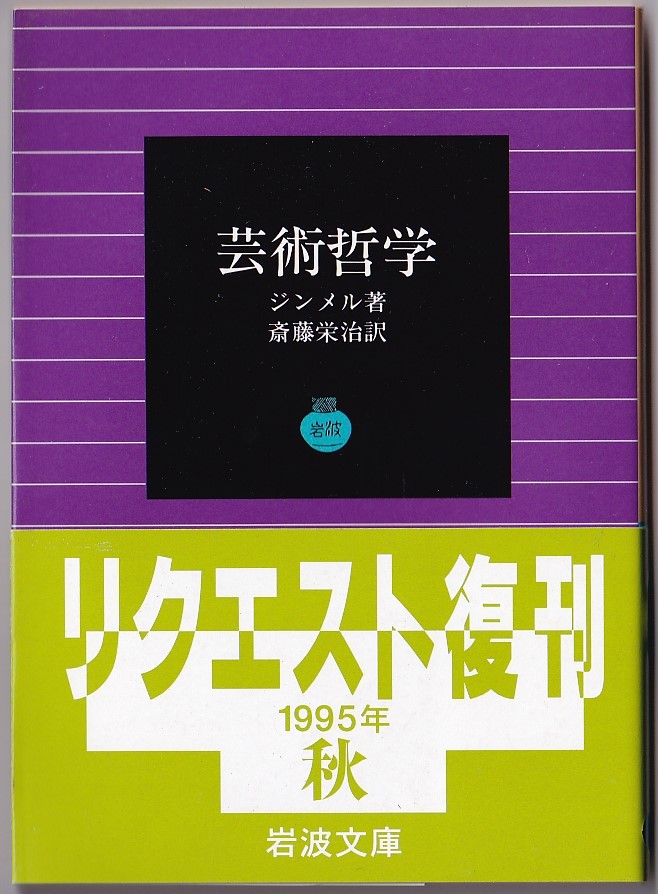 芸術哲学
ジンメル著
斎藤栄治訳
岩波
リクエスト復刊
1995年
秋
岩波文庫